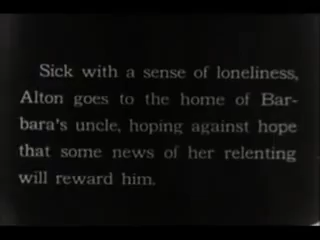 Sick with a sense of loneliness,
Alton goes to the home of Bar-
bara's uncle, hoping against hope
that some news of her relenting
will reward him.